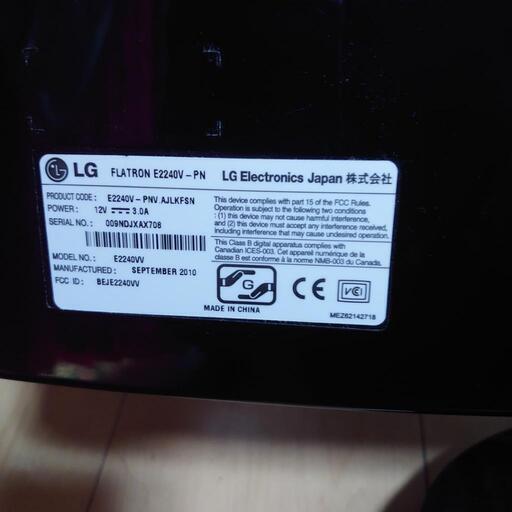 LG FLATRON E2240V-PN LG Electronics Japan 株式会社
PRODUCT CODE: E2240V-PNV.AJLKFSN
POWER: 12V 3.0A
SERIAL NO.: 009NDJXAX708
MODEL NO.: E2240VV
MANUFACTURED: SEPTEMBER 2010
FCC ID: BEJE2240VV
This device complies with part 15 of the FCC Rules.
Operation is subject to the following two conditions
: (1) this device may not cause harmful interference,
and (2) this device must accept any interference
received, including interference that may cause
undesired operation.
This Class B digital apparatus complies with
Canadian ICES-003. Cet appareil numérique de la
classe B est conforme à la norme NMB-003 du Canada.
G
CE
VCI
MADE IN CHINA
MEZ62142718